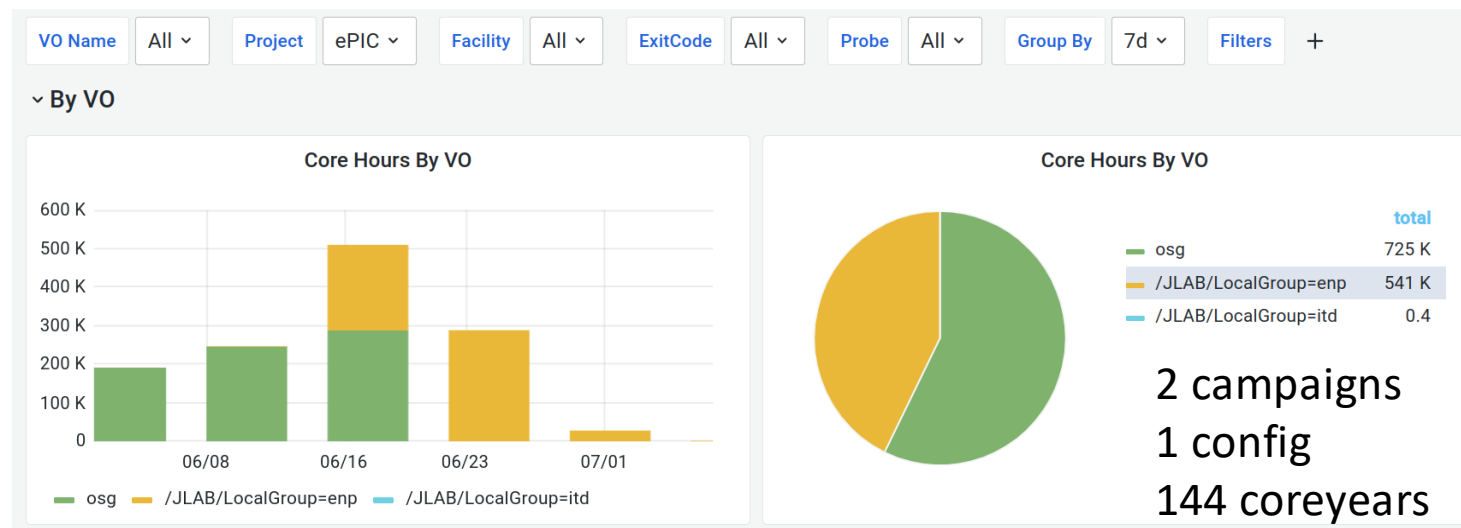 VO Name All Project ePIC Facility All ExitCode All Probe All Group By 7d Filters +
By VO
Core Hours By VO
600 K
500 K
400 K
300 K
200 K
100 K
0
06/08 06/16 06/23 07/01
osg /JLAB/LocalGroup=enp /JLAB/LocalGroup=itd
Core Hours By VO
total
osg 725 K
/JLAB/LocalGroup=enp 541 K
/JLAB/LocalGroup=itd 0.4
2 campaigns
1 config
144 coreyears